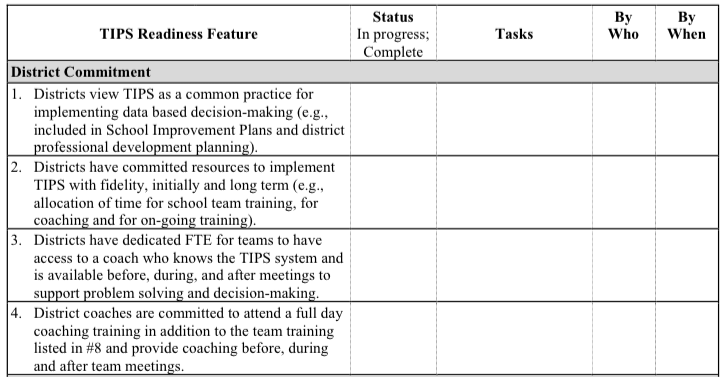 TIPS Readiness Feature
Status
In progress;
Complete
Tasks
By
Who
By
When
District Commitment
1. Districts view TIPS as a common practice for
implementing data based decision-making (e.g.,
included in School Improvement Plans and district
professional development planning).
2. Districts have committed resources to implement
TIPS with fidelity, initially and long term (e.g.,
allocation of time for school team training, for
coaching and for on-going training).
3. Districts have dedicated FTE for teams to have
access to a coach who knows the TIPS system and
is available before, during, and after meetings to
support problem solving and decision-making.
4. District coaches are committed to attend a full day
coaching training in addition to the team training
listed in #8 and provide coaching before, during
and after team meetings.